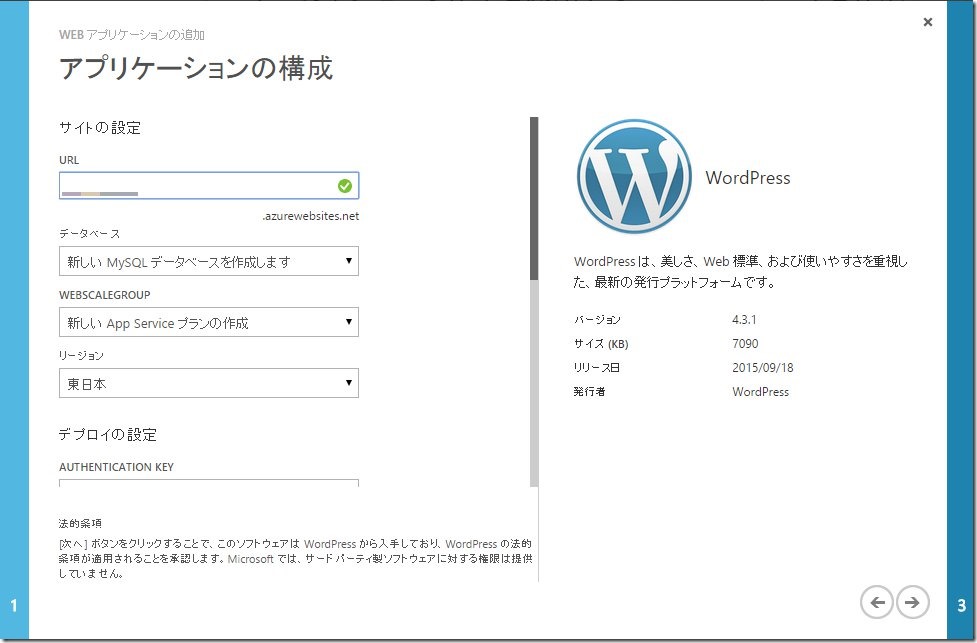 WEB アプリケーションの追加
アプリケーションの構成
サイトの設定
URL
.azurewebsites.net
データベース
新しい MySQL データベースを作成します
WEBSCALEGROUP
新しい App Service プランの作成
リージョン
東日本
デプロイの設定
AUTHENTICATION KEY
法的条項
[次へ] ボタンをクリックすることで、このソフトウェアは WordPress から入手しており、WordPress の法的
条項が適用されることを承認します。Microsoft では、サードパーティ製ソフトウェアに対する権限は提供
していません。
WordPress
WordPress は、美しさ、Web 標準、および使いやすさを重視し
た、最新の発行プラットフォームです。
バージョン 4.3.1
サイズ (KB) 7090
リリース日 2015/09/18
発行者 WordPress
1
3